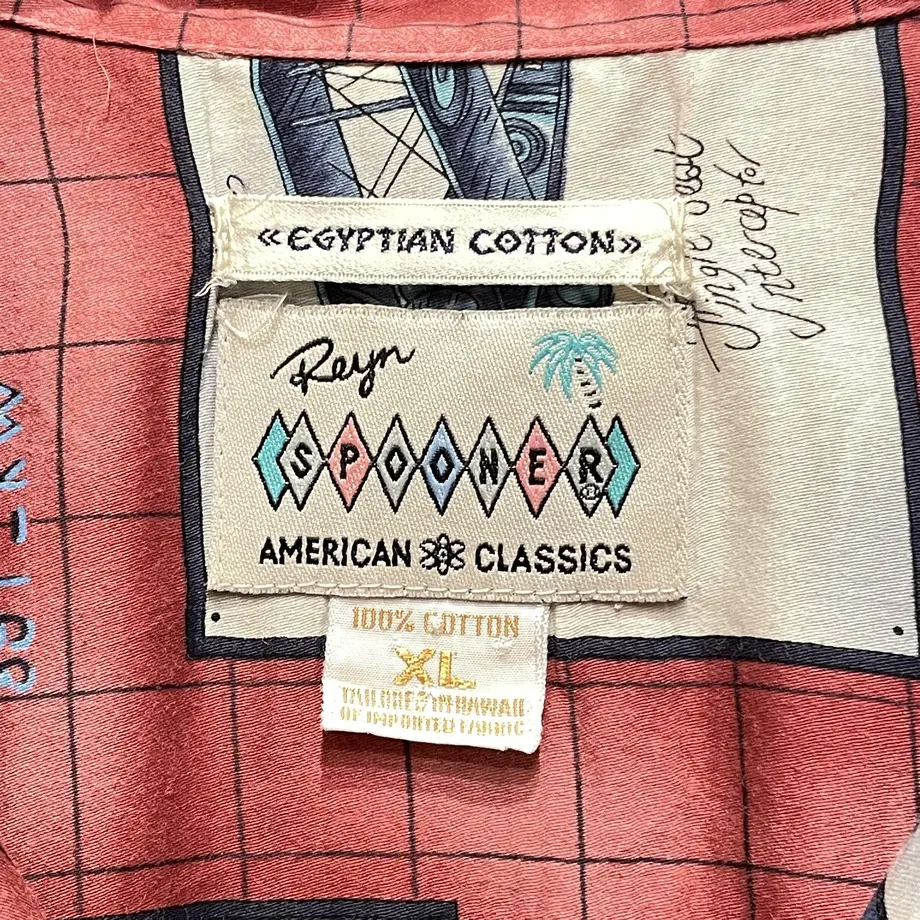 «EGYPTIAN COTTON»
Reyn
SPOONER®
AMERICAN CLASSICS
100% COTTON
XL
TAILORED IN HAWAII
OF IMPORTED FABRIC
Single Seat
Interceptor